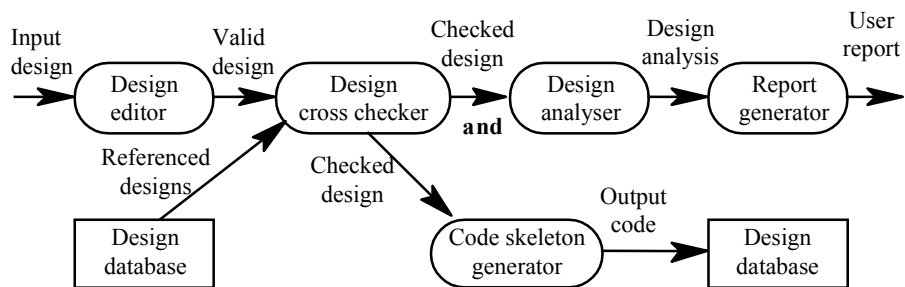 Input
design
Design
editor
Valid
design
Design
cross checker
Checked
design
and
Design
analyser
Design
analysis
Report
generator
User
report
Referenced
designs
Checked
design
Design
database
Code skeleton
generator
Output
code
Design
database